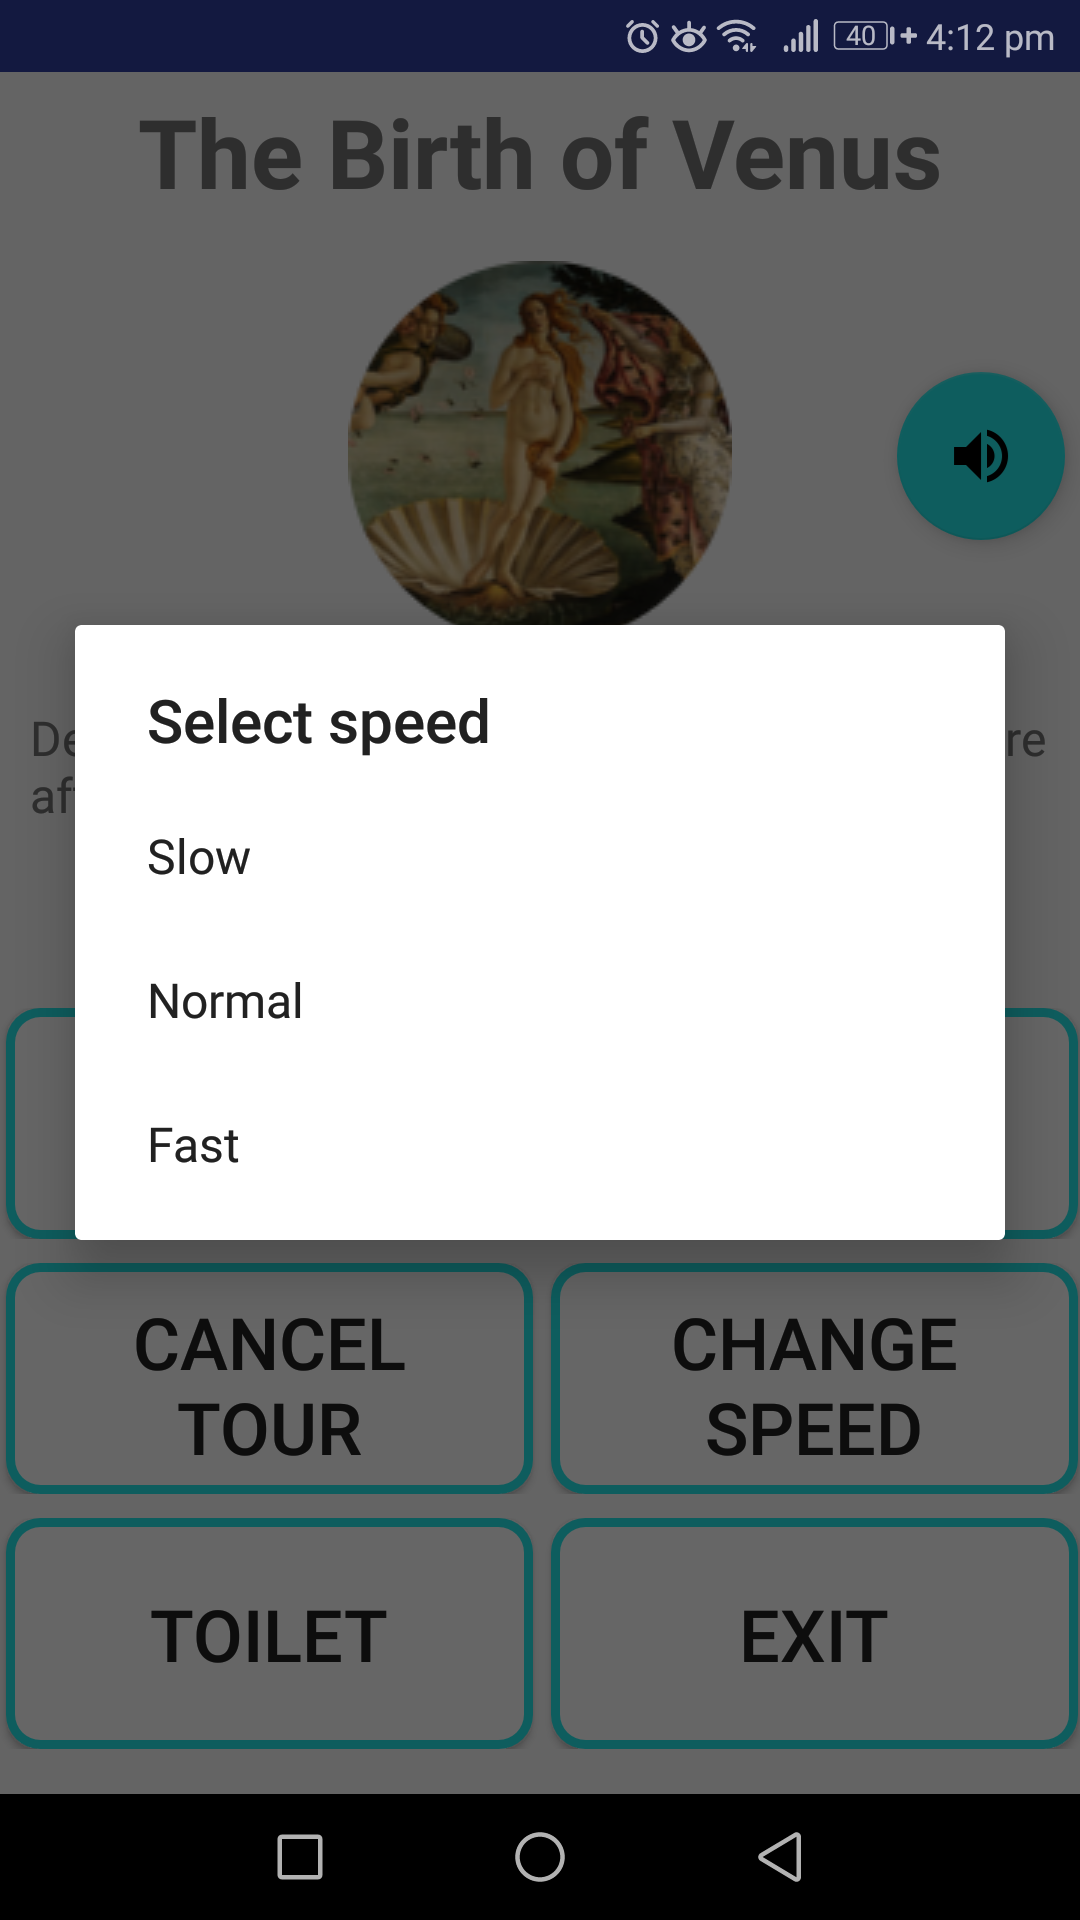 40 4:12 pm
The Birth of Venus
Select speed
Slow
Normal
Fast
CANCEL
TOUR
CHANGE
SPEED
TOILET
EXIT